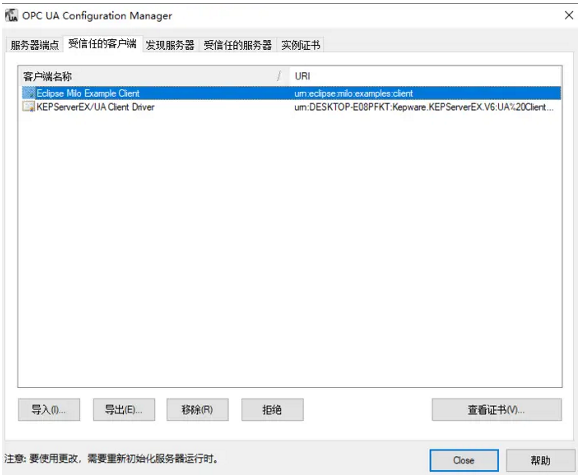 OPC UA Configuration Manager
服务器端点 受信任的客户端 发现服务器 受信任的服务器 实例证书
客户端名称 / URI
Eclipse Milo Example Client urn:eclipse:milo:examples:client
KEPServerEX/UA Client Driver urn:DESKTOP-E08PFKT:Kepware.KEPServerEX.V6:UA%20Client...
导入(I)... 导出(E)... 移除(R) 拒绝 查看证书(V)...
注意: 要使用更改，需要重新初始化服务器运行时。 Close 帮助